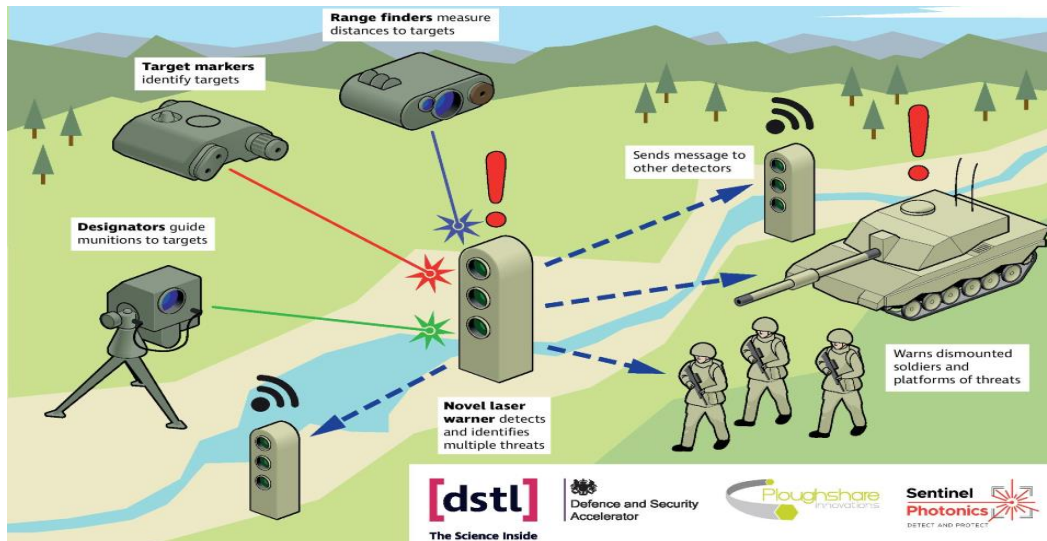 Range finders measure
distances to targets
Target markers
identify targets
Sends message to
other detectors
Designators guide
munitions to targets
Warns dismounted
soldiers and
platforms of threats
Novel laser
warner detects
and identifies
multiple threats
[dstl]
The Science Inside
Defence and Security
Accelerator
Ploughshare
innovations
Sentinel
Photonics
DETECT AND PROTECT